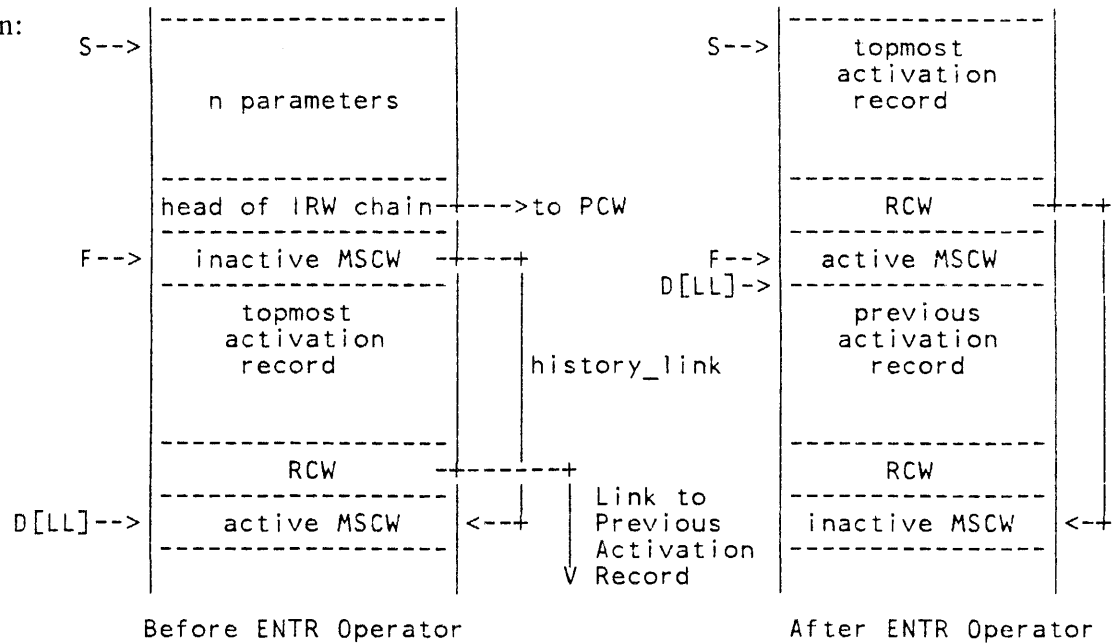 n:
S-->
n parameters
head of IRW chain-+--->to PCW
F-->
inactive MSCW
topmost
activation
record
history_link
RCW
D[LL]-->
active MSCW
Link to
Previous
Activation
Record
Before ENTR Operator
S-->
topmost
activation
record
RCW
F-->
active MSCW
D[LL]->
previous
activation
record
RCW
inactive MSCW
After ENTR Operator